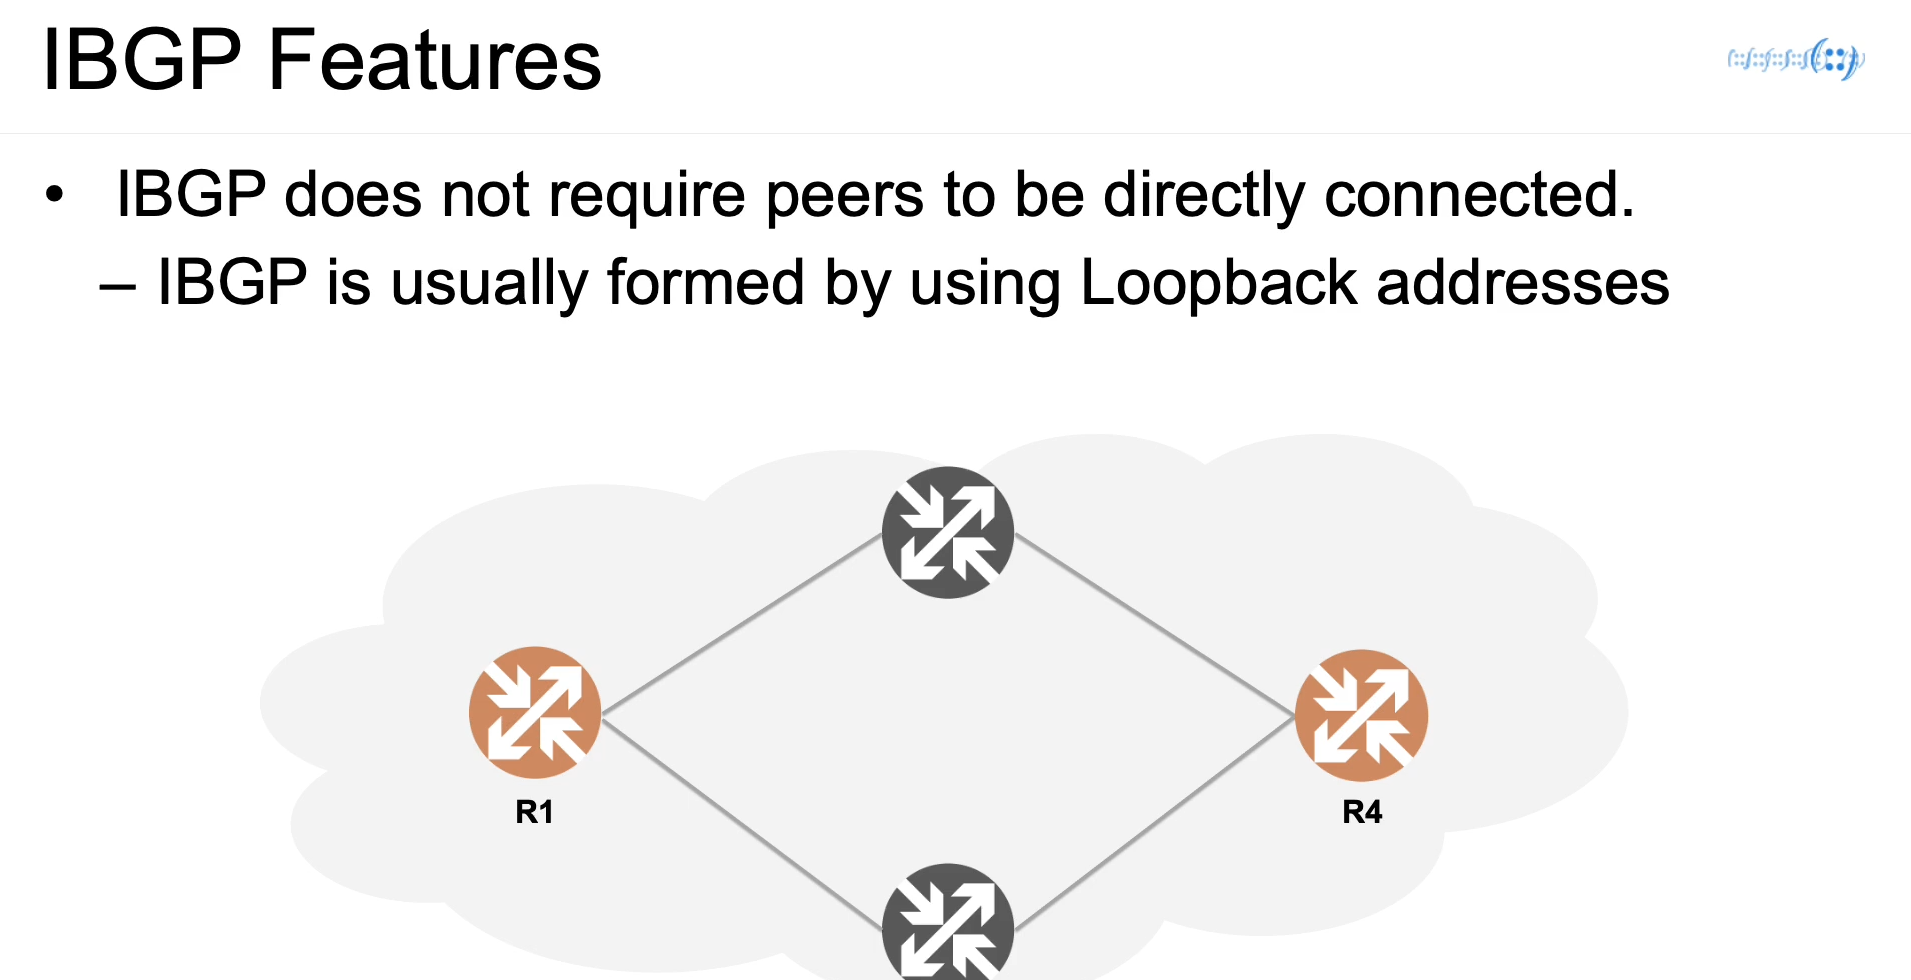 IBGP Features
• IBGP does not require peers to be directly connected.
– IBGP is usually formed by using Loopback addresses
R1
R4